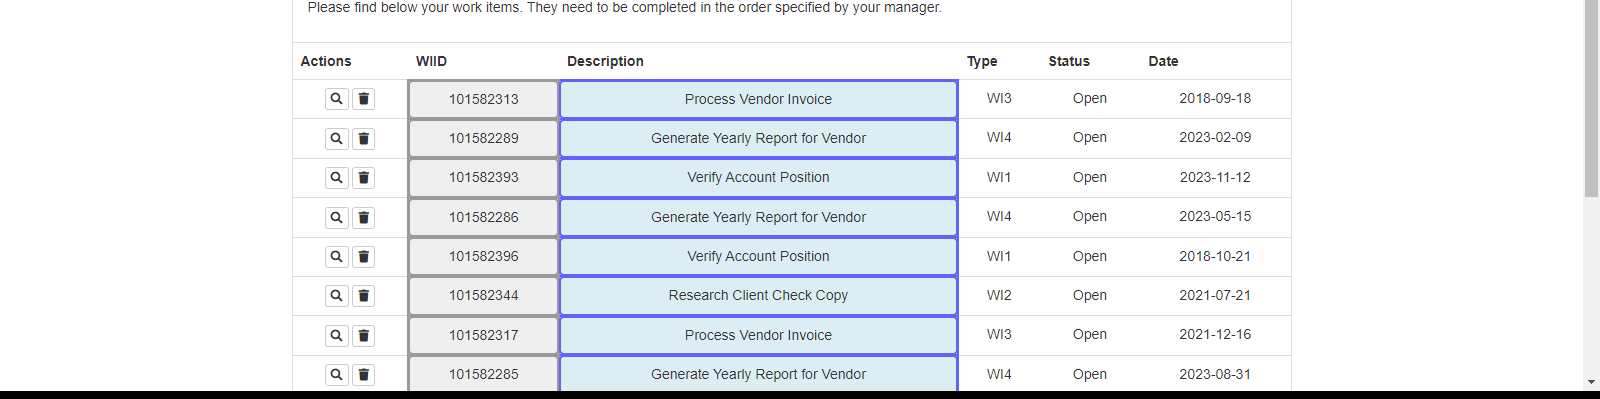 Please find below your work items. They need to be completed in the order specified by your manager.
Actions WIID Description Type Status Date
101582313 Process Vendor Invoice WI3 Open 2018-09-18
101582289 Generate Yearly Report for Vendor WI4 Open 2023-02-09
101582393 Verify Account Position WI1 Open 2023-11-12
101582286 Generate Yearly Report for Vendor WI4 Open 2023-05-15
101582396 Verify Account Position WI1 Open 2018-10-21
101582344 Research Client Check Copy WI2 Open 2021-07-21
101582317 Process Vendor Invoice WI3 Open 2021-12-16
101582285 Generate Yearly Report for Vendor WI4 Open 2023-08-31